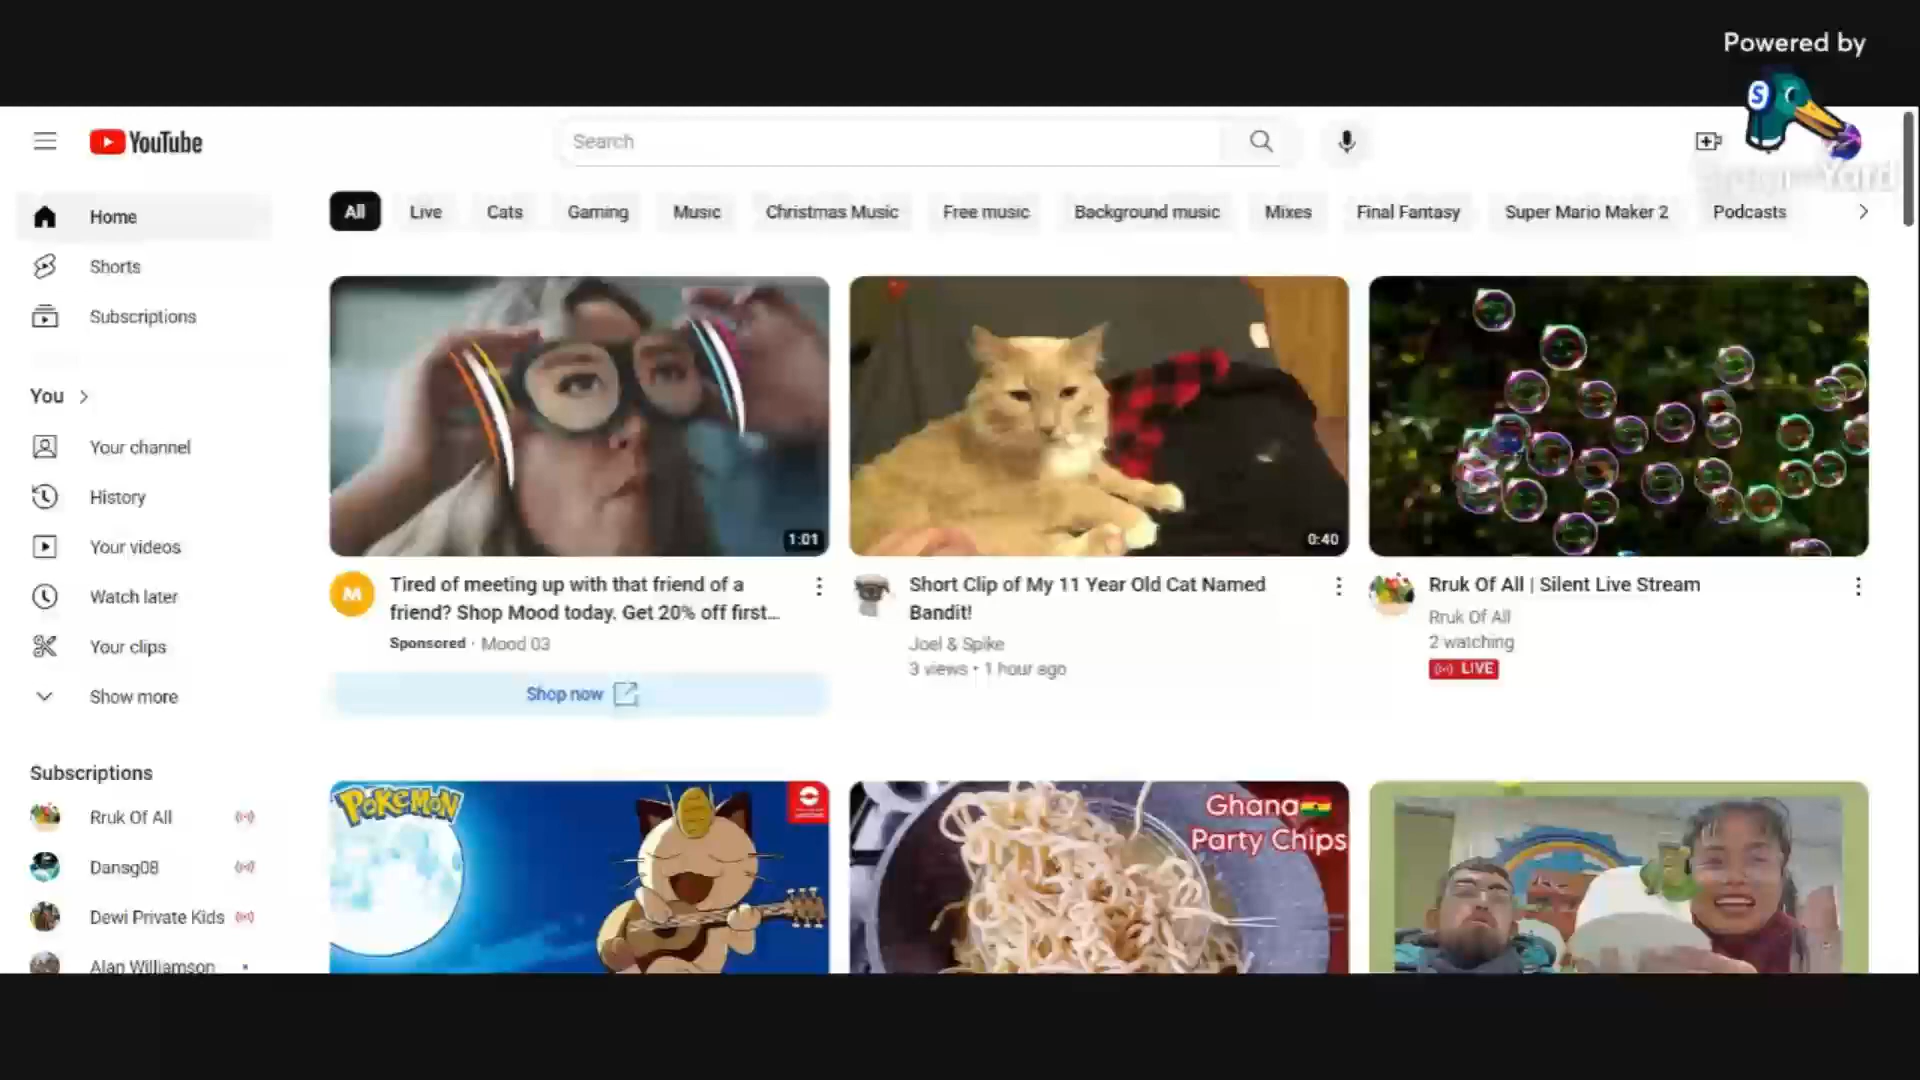 Powered by
YouTube
Search
Home
Shorts
Subscriptions
You
Your channel
History
Your videos
Watch later
Your clips
Show more
Subscriptions
Rruk Of All
Dansg08
Dewi Private Kids
Alan Williamson
All
Live
Cats
Gaming
Music
Christmas Music
Free music
Background music
Mixes
Final Fantasy
Super Mario Maker 2
Podcasts
1:01
M
Tired of meeting up with that friend of a
friend? Shop Mood today. Get 20% off first...
Sponsored · Mood 03
Shop now
0:40
Short Clip of My 11 Year Old Cat Named
Bandit!
Joel & Spike
3 views • 1 hour ago
Rruk Of All | Silent Live Stream
Rruk Of All
2 watching
LIVE
POKéMON
Ghana
Party Chips